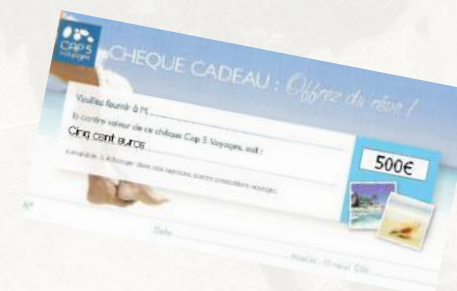 CAP 5
voyages
CHEQUE CADEAU : Offrez du rêve !
Veuillez fournir à M.
la contre valeur de ce chèque Cap 5 Voyages, soit :
Cinq cent euros
500€
N°
Date